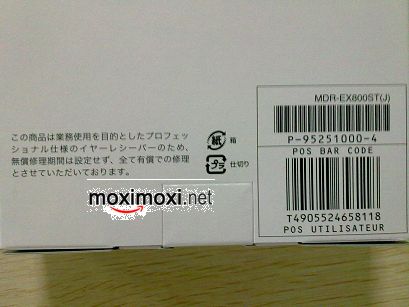 この商品は業務使用を目的としたプロフェッ
ショナル仕様のイヤーレシーバーのため、
無償修理期間は設定せず、全て有償での修理
とさせていただいております。
紙 箱
プラ 仕切り
MDR-EX800ST(J)
P-95251000-4
POS BAR CODE
T4905524658118
POS UTILISATEUR
moximoxi.net